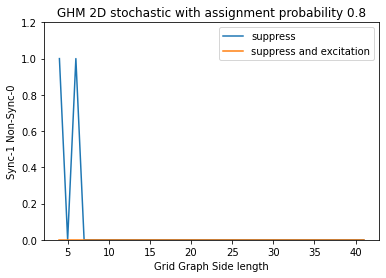 GHM 2D stochastic with assignment probability 0.8
suppress
suppress and excitation
Sync-1 Non-Sync-0
1.2
1.0
0.8
0.6
0.4
0.2
0.0
5 10 15 20 25 30 35 40
Grid Graph Side length